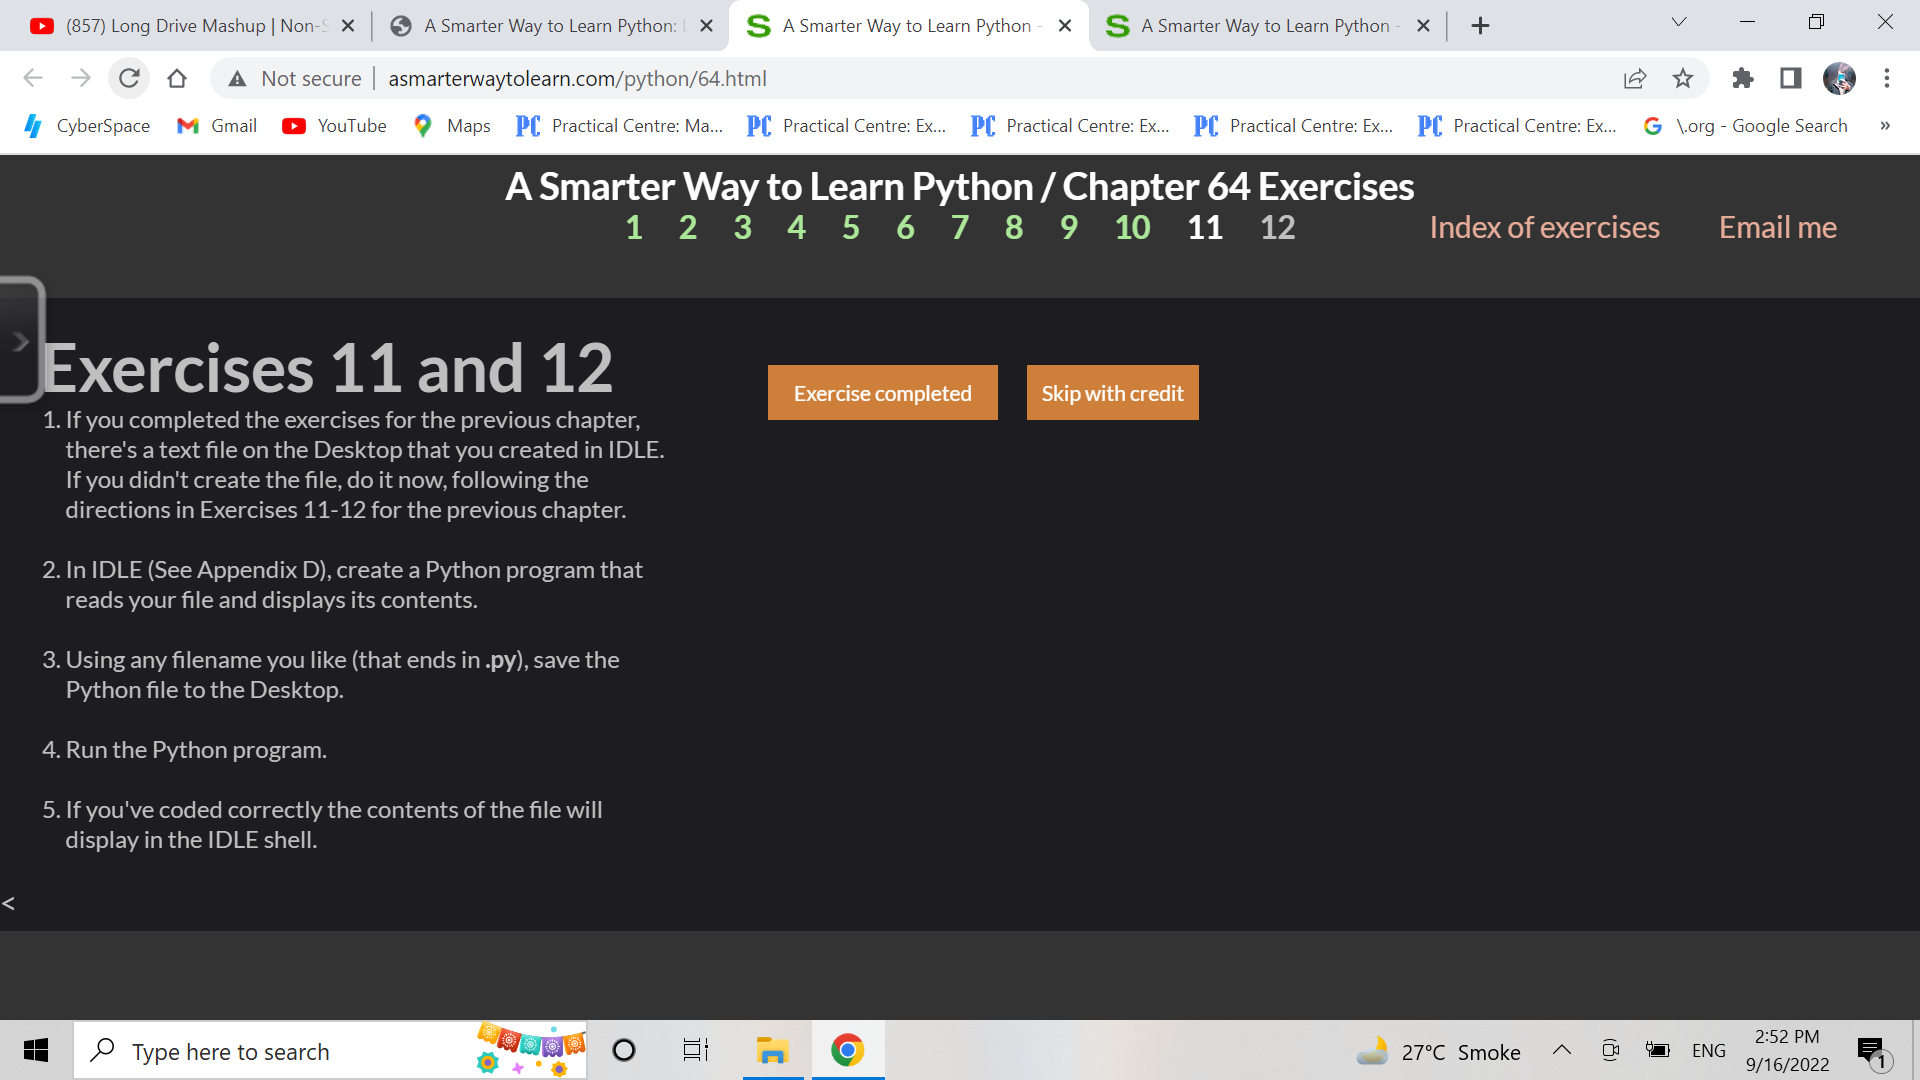 (857) Long Drive Mashup | Non-S
A Smarter Way to Learn Python: L
A Smarter Way to Learn Python -
A Smarter Way to Learn Python -
Not secure
asmarterwaytolearn.com/python/64.html
CyberSpace
Gmail
YouTube
Maps
Practical Centre: Ma...
Practical Centre: Ex...
Practical Centre: Ex...
Practical Centre: Ex...
Practical Centre: Ex...
\.org - Google Search
»
A Smarter Way to Learn Python / Chapter 64 Exercises
1 2 3 4 5 6 7 8 9 10 11 12
Index of exercises
Email me
Exercises 11 and 12
Exercise completed
Skip with credit
1. If you completed the exercises for the previous chapter,
there's a text file on the Desktop that you created in IDLE.
If you didn't create the file, do it now, following the
directions in Exercises 11-12 for the previous chapter.
2. In IDLE (See Appendix D), create a Python program that
reads your file and displays its contents.
3. Using any filename you like (that ends in .py), save the
Python file to the Desktop.
4. Run the Python program.
5. If you've coded correctly the contents of the file will
display in the IDLE shell.
<
Type here to search
27°C Smoke
ENG
2:52 PM
9/16/2022
1